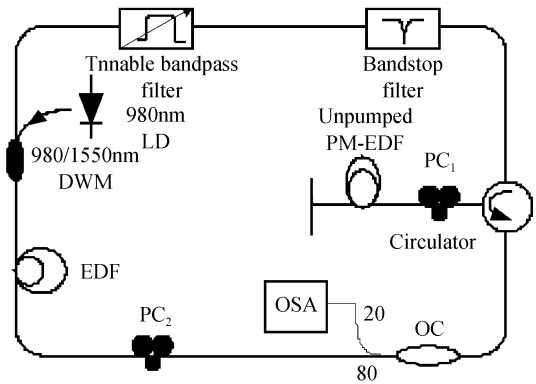 Tnnable bandpass
filter
Bandstop
filter
980nm
LD
980/1550nm
DWM
Unpumped
PM-EDF
PC1
Circulator
EDF
PC2
OSA
20
OC
80